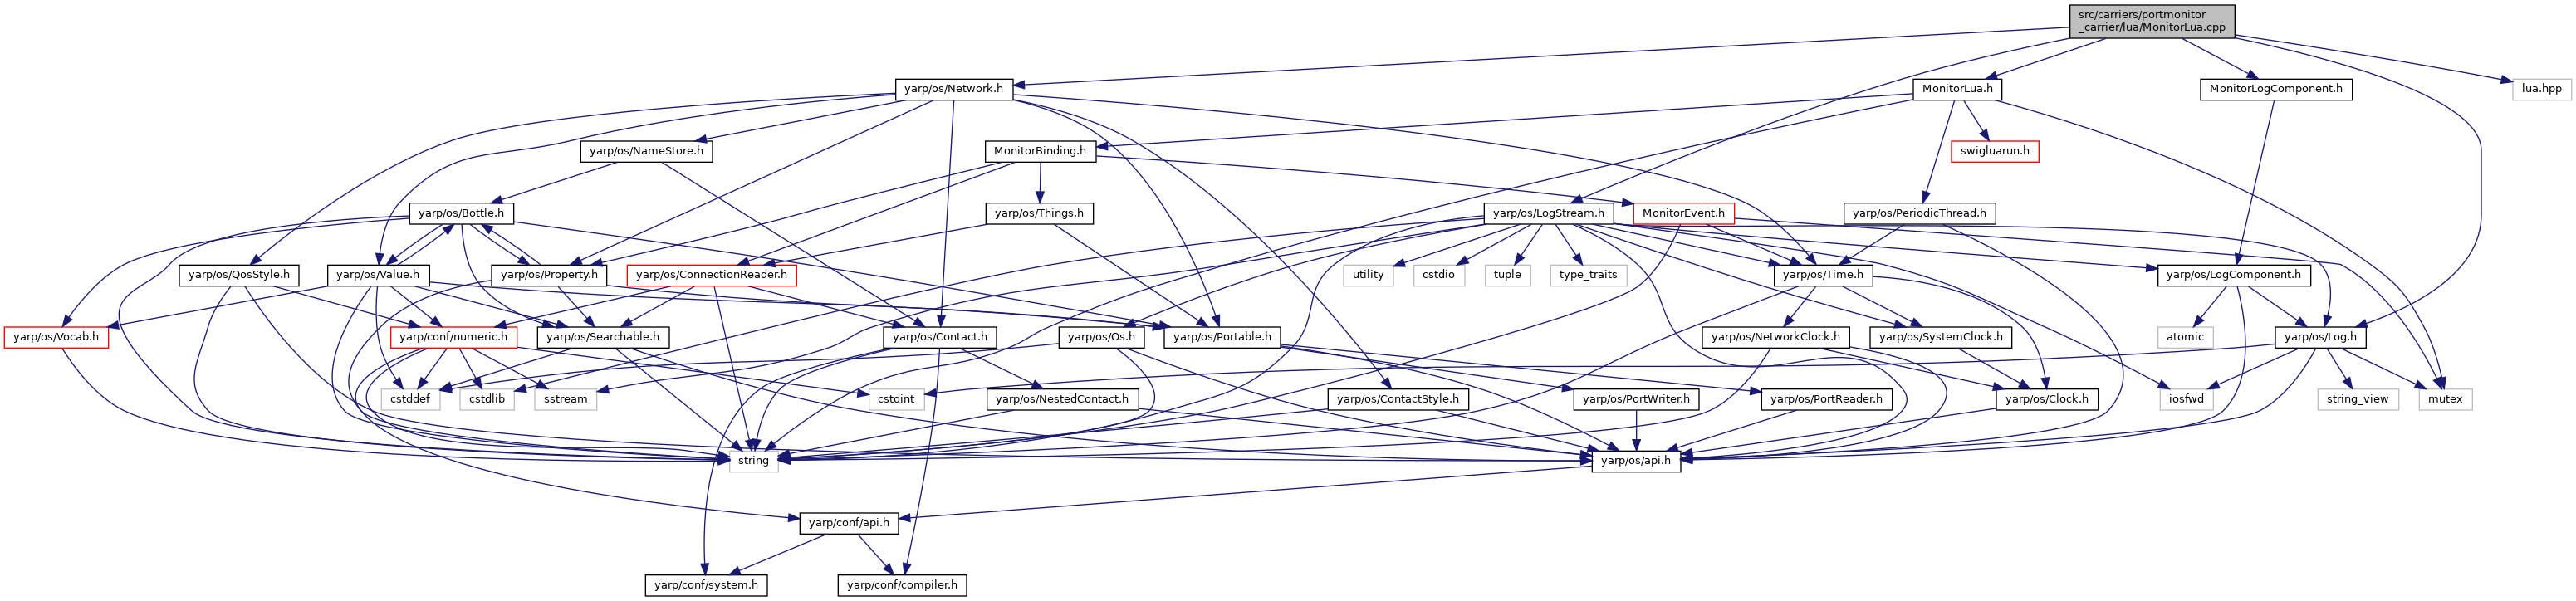 src/carriers/portmonitor
_carrier/lua/MonitorLua.cpp
yarp/os/Network.h
MonitorLua.h
MonitorLogComponent.h
lua.hpp
yarp/os/NameStore.h
MonitorBinding.h
swigluarun.h
yarp/os/Bottle.h
yarp/os/Things.h
yarp/os/LogStream.h
MonitorEvent.h
yarp/os/PeriodicThread.h
yarp/os/QosStyle.h
yarp/os/Value.h
yarp/os/Property.h
yarp/os/ConnectionReader.h
utility
cstdio
tuple
type_traits
yarp/os/Time.h
yarp/os/LogComponent.h
yarp/os/Vocab.h
yarp/conf/numeric.h
yarp/os/Searchable.h
yarp/os/Contact.h
yarp/os/Os.h
yarp/os/Portable.h
yarp/os/NetworkClock.h
yarp/os/SystemClock.h
atomic
yarp/os/Log.h
cstddef
cstdlib
sstream
cstdint
yarp/os/NestedContact.h
yarp/os/ContactStyle.h
yarp/os/PortWriter.h
yarp/os/PortReader.h
yarp/os/Clock.h
iosfwd
string_view
mutex
string
yarp/os/api.h
yarp/conf/api.h
yarp/conf/system.h
yarp/conf/compiler.h